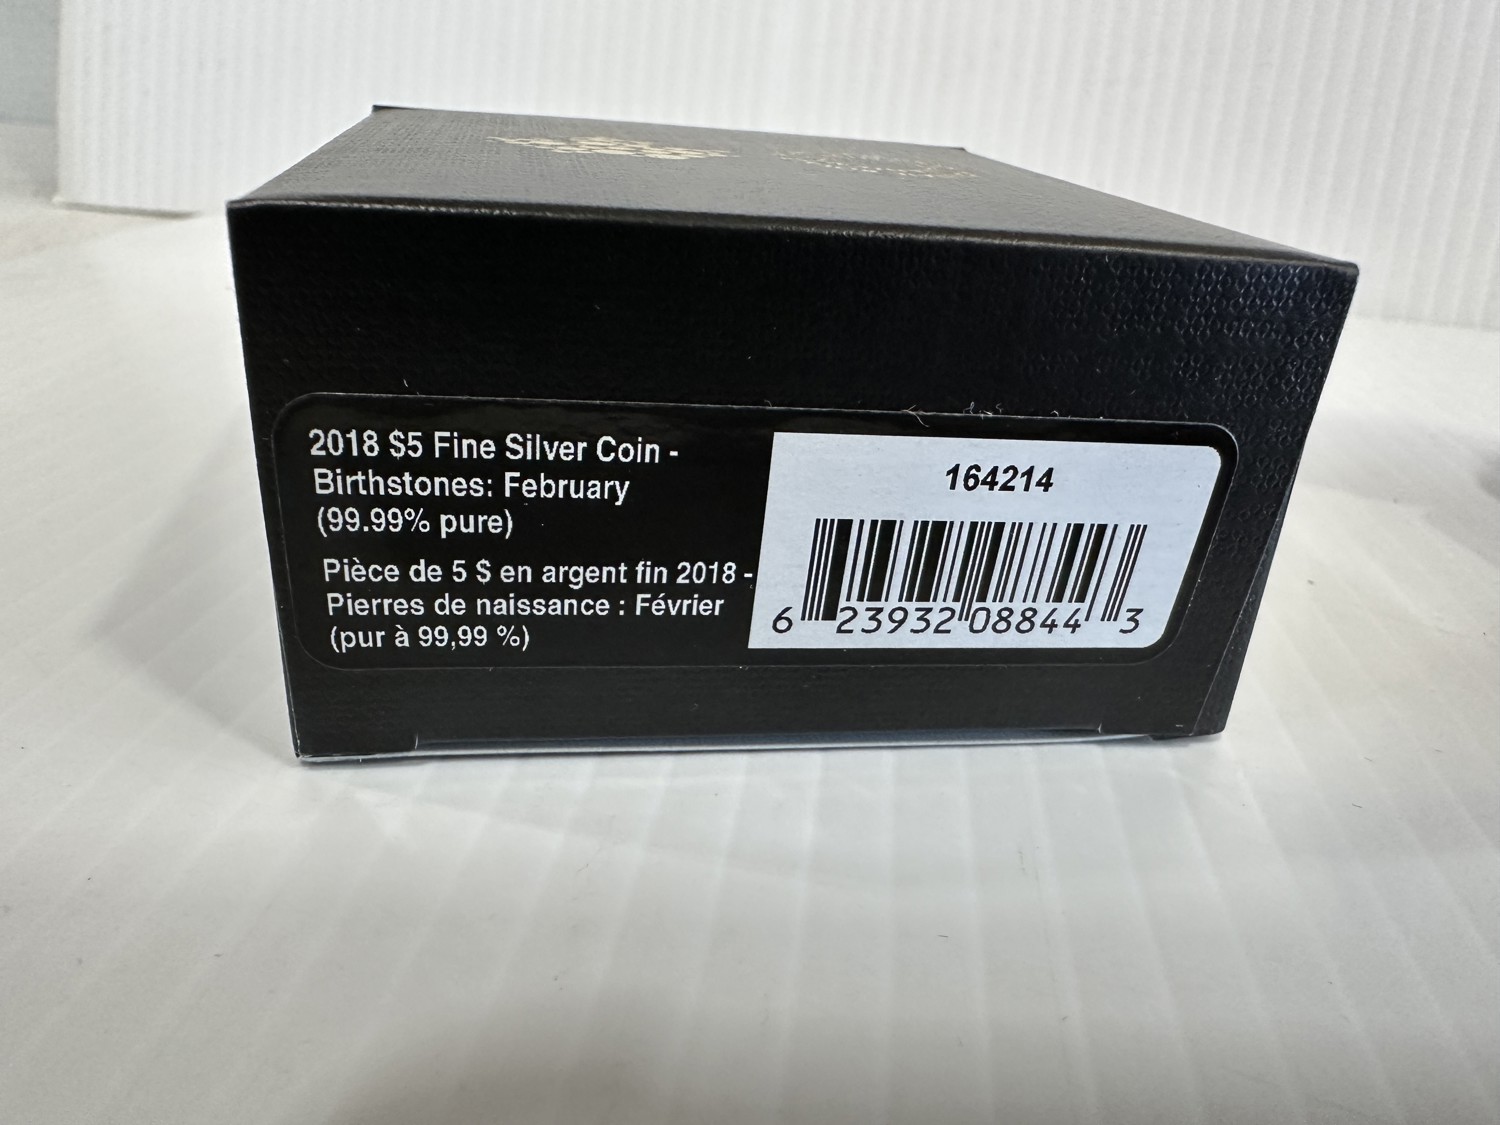 2018 $5 Fine Silver Coin -
Birthstones: February
(99.99% pure)
Pièce de 5 $ en argent fin 2018 -
Pierres de naissance : Février
(pur à 99,99 %)
164214
6 23932 08844 3